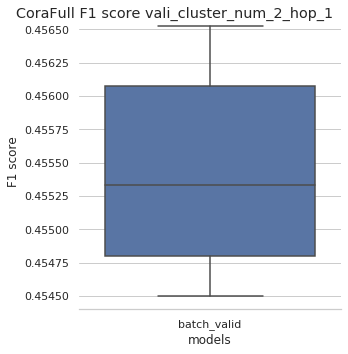 CoraFull F1 score vali_cluster_num_2_hop_1
0.45650
0.45625
0.45600
0.45575
0.45550
0.45525
0.45500
0.45475
0.45450
F1 score
batch_valid
models